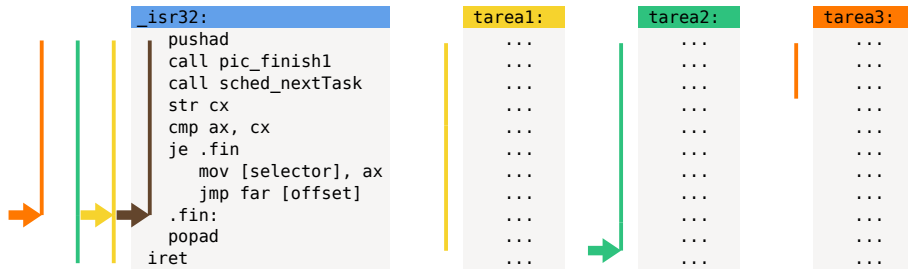 _isr32:
pushad
call pic_finish1
call sched_nextTask
str cx
cmp ax, cx
je .fin
mov [selector], ax
jmp far [offset]
.fin:
popad
iret
tarea1:
...
...
...
...
...
...
...
...
...
...
...
tarea2:
...
...
...
...
...
...
...
...
...
...
...
tarea3:
...
...
...
...
...
...
...
...
...
...
...